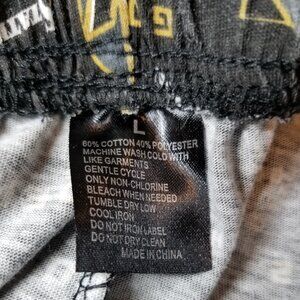 STATE
L
60% COTTON 40% POLYESTER
MACHINE WASH COLD WITH
LIKE GARMENTS
GENTLE CYCLE
ONLY NON-CHLORINE
BLEACH WHEN NEEDED
TUMBLE DRY LOW
COOL IRON
DO NOT IRON LABEL
DO NOT DRY CLEAN
MADE IN CHINA